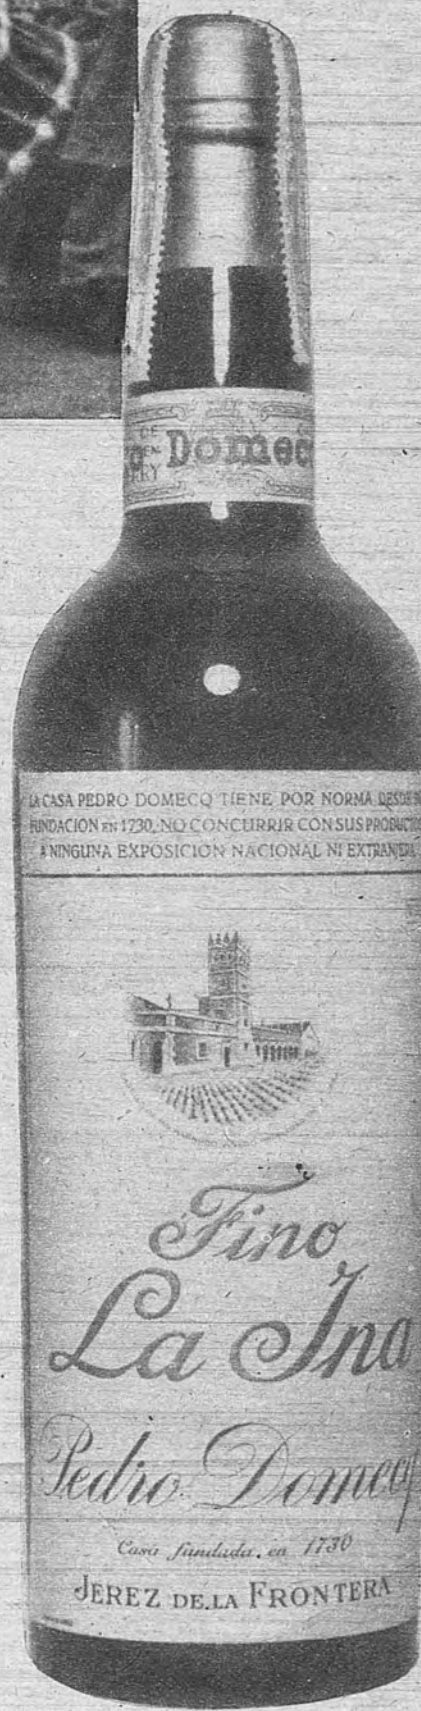 DE
Domecq
LA CASA PEDRO DOMECQ TIENE POR NORMA DESDE
FUNDACION EN 1730, NO CONCURRIR CON SUS PRODUCTOS
A NINGUNA EXPOSICION NACIONAL NI EXTRANJERA
Fino
La Ina
Pedro Domecq
Casa fundada en 1730
JEREZ DE LA FRONTERA